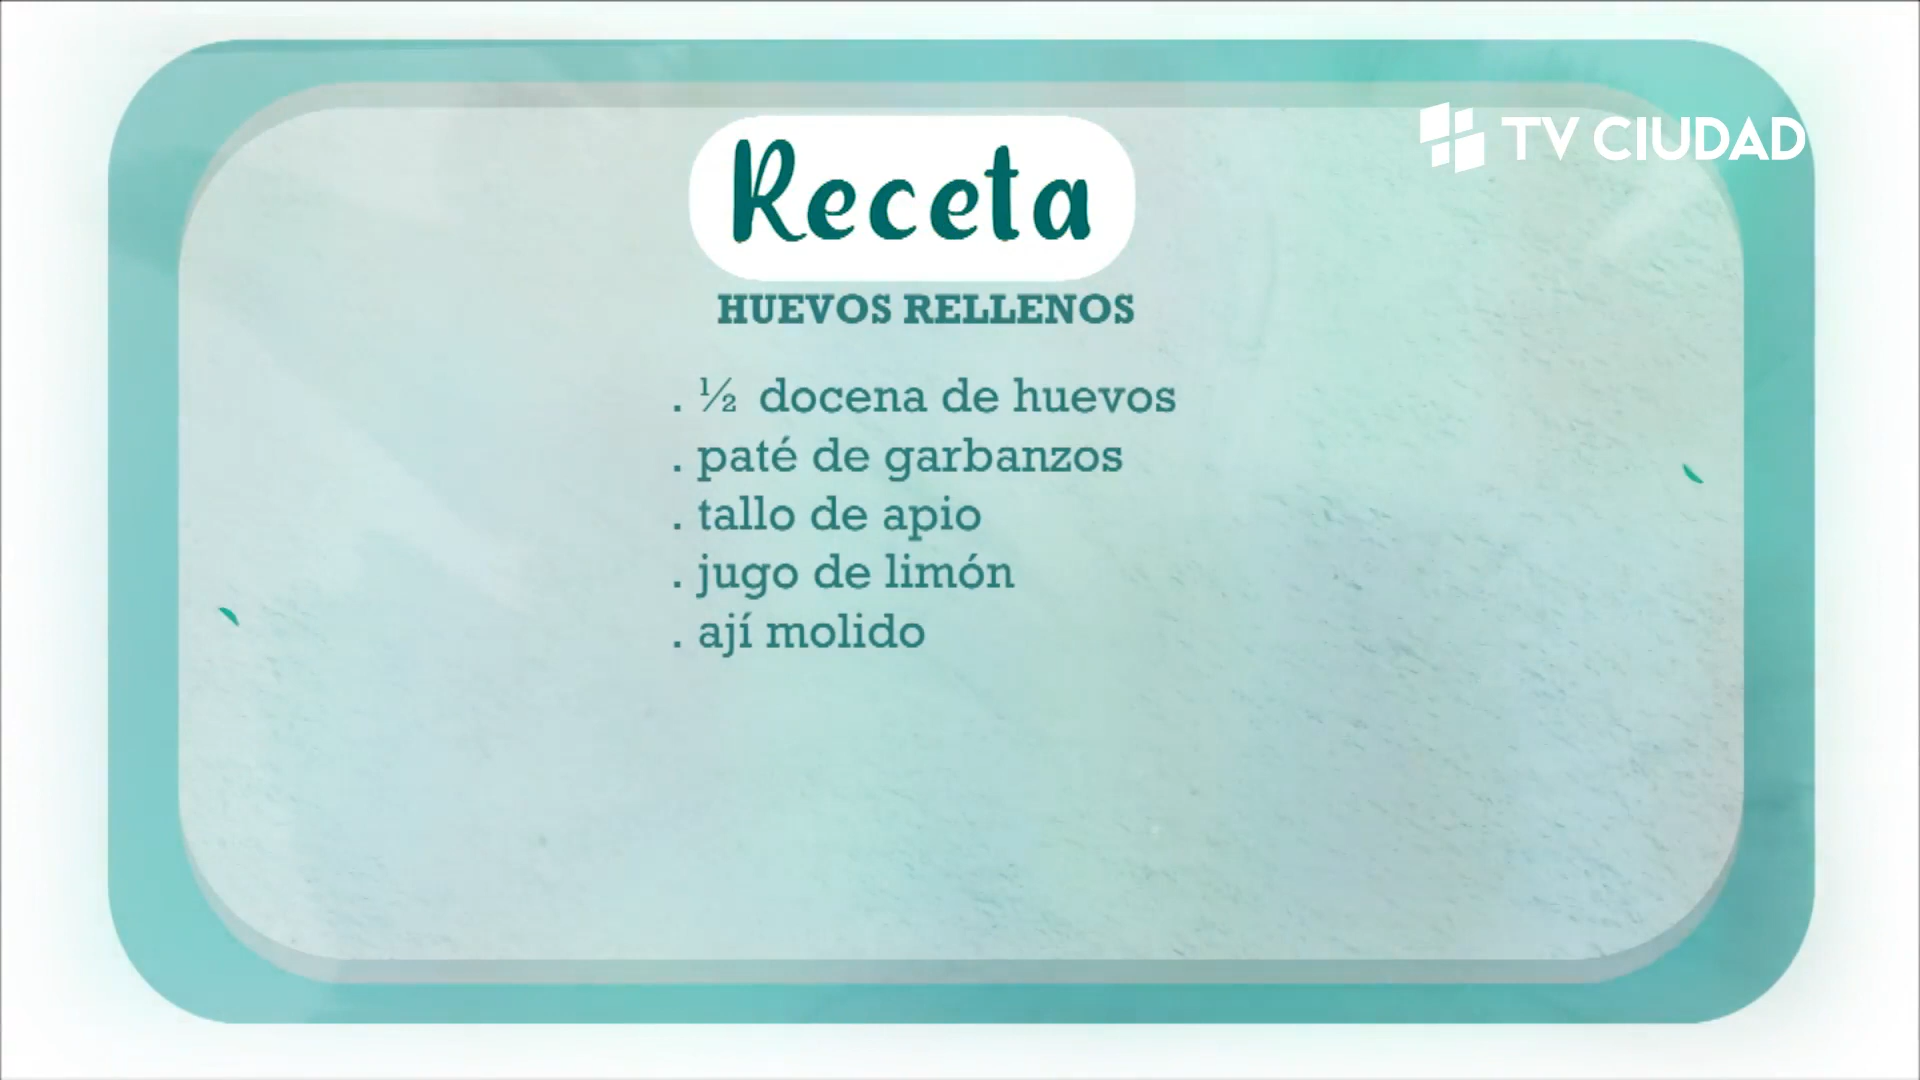 TV CIUDAD
Receta
HUEVOS RELLENOS
. ½ docena de huevos
. paté de garbanzos
. tallo de apio
. jugo de limón
. ají molido